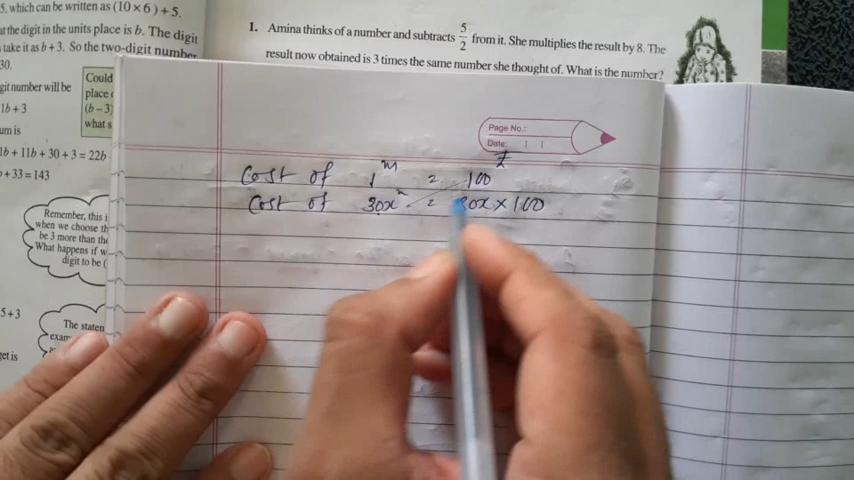 5, which can be written as (10×6) + 5.
at the digit in the units place is b. The digit
take it as b + 3. So the two-digit number
30.
git number will be
1b + 3
um is
1b + 11b + 30 + 3 = 22b
+ 33 = 143
Could
place
(b – 3)
what s
Remember, this i
when we choose th
be 3 more than the
What happens if w
digit to be (
5 + 3
The staten
exam
get is
1. Amina thinks of a number and subtracts 5/2 from it. She multiplies the result by 8. The
result now obtained is 3 times the same number she thought of. What is the number?
Page No.:
Date:
₹
Cost of 1 m = 100
Cost of 30x m = 30x × 100